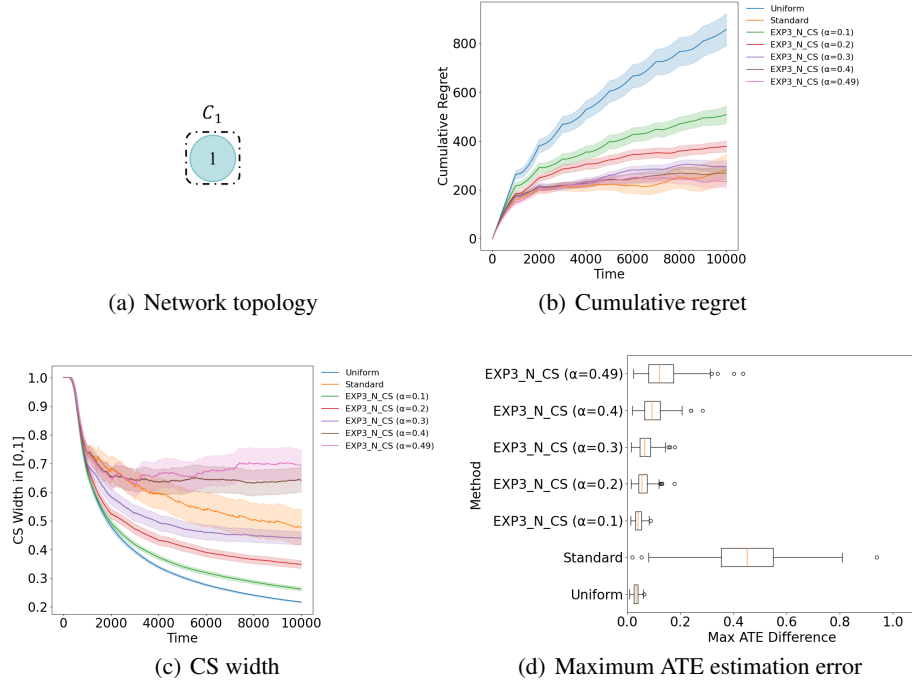 C₁
1
(a) Network topology
Cumulative Regret
800
600
400
200
0
0 2000 4000 6000 8000 10000
Time
Uniform
Standard
EXP3_N_CS (α=0.1)
EXP3_N_CS (α=0.2)
EXP3_N_CS (α=0.3)
EXP3_N_CS (α=0.4)
EXP3_N_CS (α=0.49)
(b) Cumulative regret
CS Width in [0,1]
1.0
0.9
0.8
0.7
0.6
0.5
0.4
0.3
0.2
0 2000 4000 6000 8000 10000
Time
Uniform
Standard
EXP3_N_CS (α=0.1)
EXP3_N_CS (α=0.2)
EXP3_N_CS (α=0.3)
EXP3_N_CS (α=0.4)
EXP3_N_CS (α=0.49)
(c) CS width
Method
EXP3_N_CS (α=0.49)
EXP3_N_CS (α=0.4)
EXP3_N_CS (α=0.3)
EXP3_N_CS (α=0.2)
EXP3_N_CS (α=0.1)
Standard
Uniform
0.0 0.2 0.4 0.6 0.8 1.0
Max ATE Difference
(d) Maximum ATE estimation error